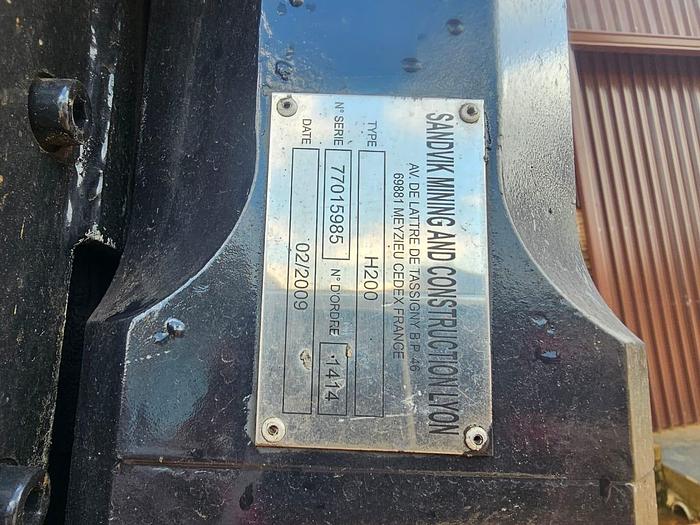 SANDVIK MINING AND CONSTRUCTION LYON
AV. DE LATTRE DE TASSIGNY B.P. 46
69881 MEYZIEU CEDEX FRANCE
TYPE H200
N° SERIE 77015985 N° D'ORDRE 1414
DATE 02/2009